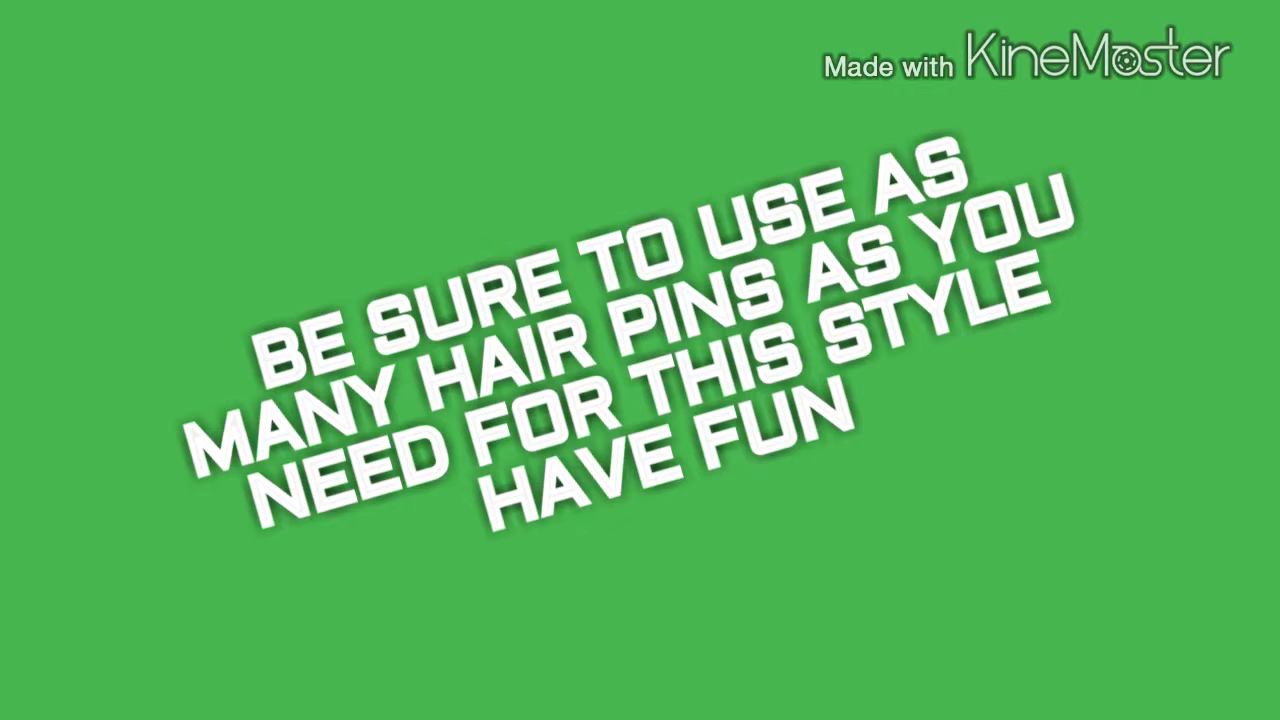 Made with KineMaster
BE SURE TO USE AS
MANY HAIR PINS AS YOU
NEED FOR THIS STYLE
HAVE FUN